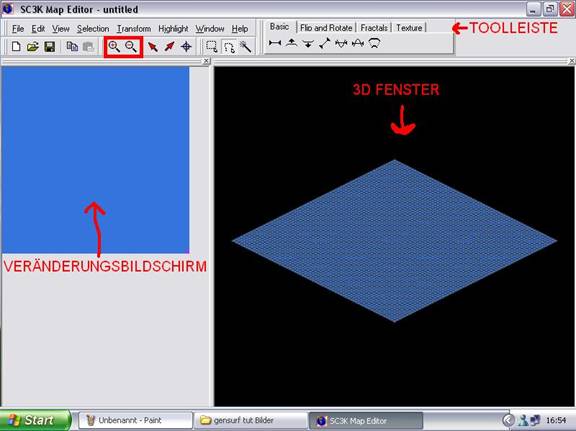 SC3K Map Editor - untitled
File Edit View Selection Transform Highlight Window Help
Basic Flip and Rotate Fractals Texture
TOOLLEISTE
3D FENSTER
VERÄNDERUNGSBILDSCHIRM
Start Unbenannt - Paint gensurf tut Bilder SC3K Map Editor 16:54